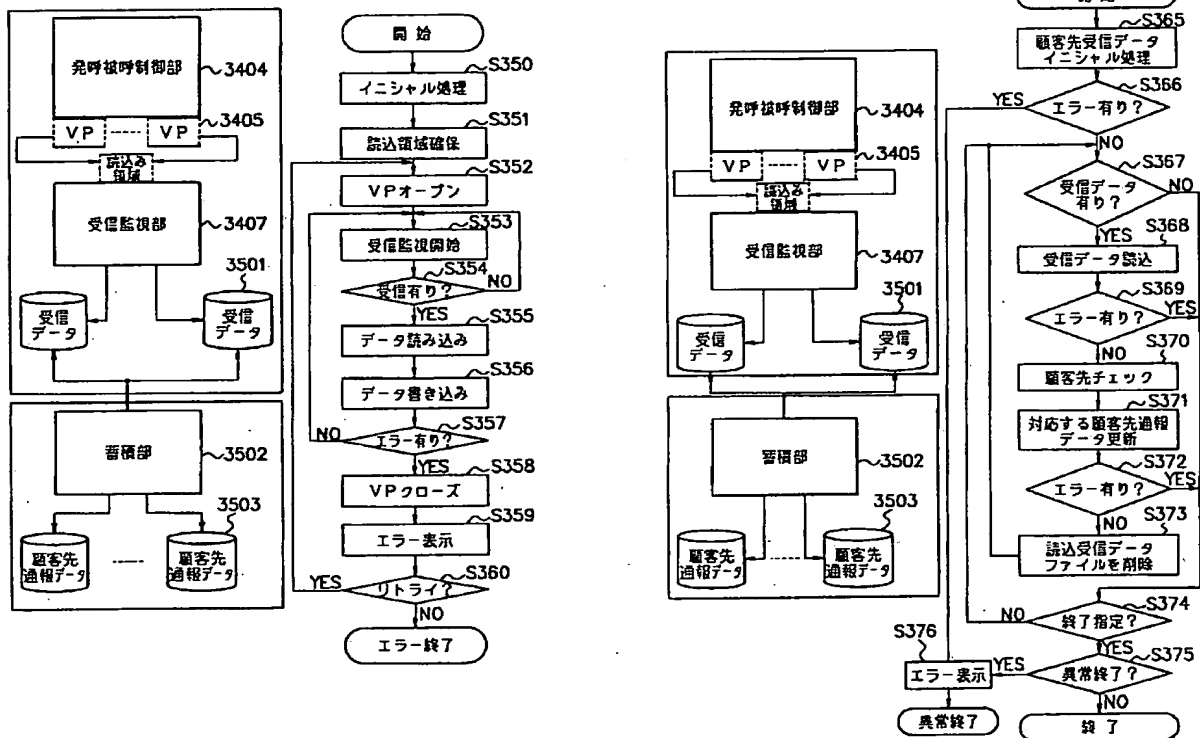 発呼被呼制御部
3404
VP
VP
3405
読込み
領域
受信監視部
3407
3501
受信
データ
受信
データ
蓄積部
3502
3503
顧客先
通報データ
顧客先
通報データ
開始
S350
イニシャル処理
S351
読込領域確保
S352
VPオープン
S353
受信監視開始
S354
受信有り?
NO
YES
S355
データ読み込み
S356
データ書き込み
S357
エラー有り?
NO
YES
S358
VPクローズ
S359
エラー表示
S360
リトライ?
YES
NO
エラー終了
発呼被呼制御部
3404
VP
VP
3405
読込み
領域
受信監視部
3407
3501
受信
データ
受信
データ
蓄積部
3502
3503
顧客先
通報データ
顧客先
通報データ
S365
顧客先受信データ
イニシャル処理
S366
エラー有り?
YES
NO
S367
受信データ
有り?
NO
YES
S368
受信データ読込
S369
エラー有り?
YES
NO
S370
顧客先チェック
S371
対応する顧客先通報
データ更新
S372
エラー有り?
YES
NO
S373
読込受信データ
ファイルを削除
S374
終了指定?
NO
YES
S375
異常終了?
YES
NO
S376
エラー表示
異常終了
終了